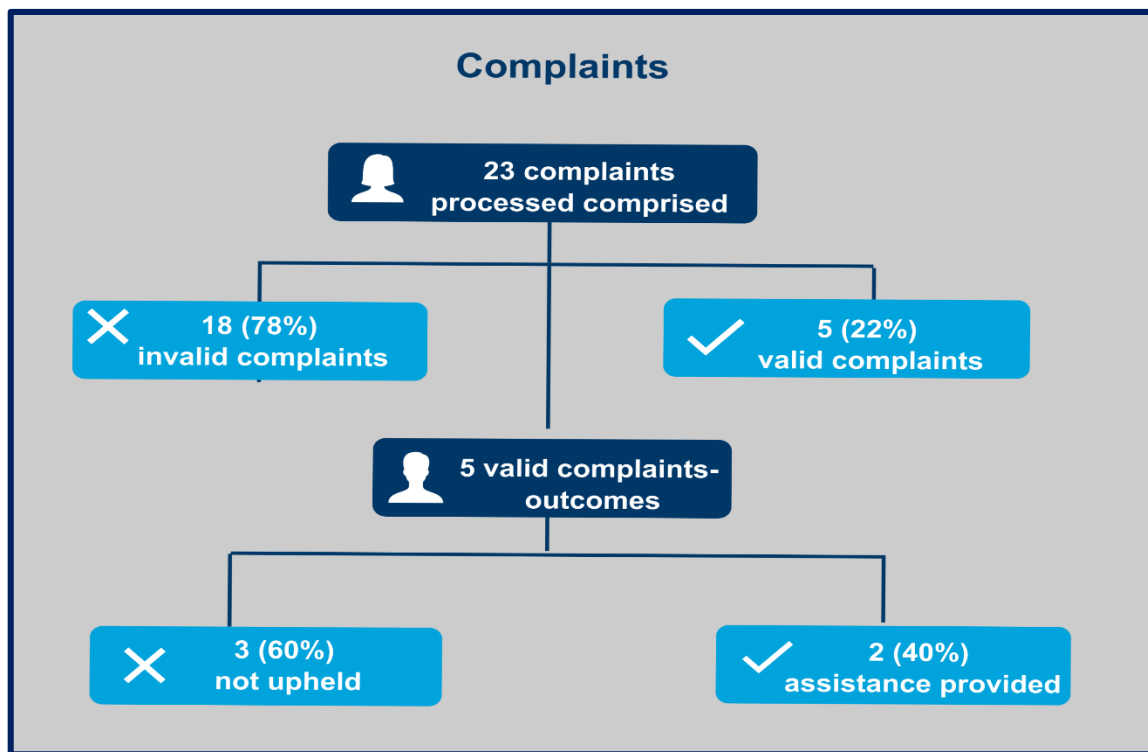 Complaints
23 complaints
processed comprised
18 (78%)
invalid complaints
5 (22%)
valid complaints
5 valid complaints-
outcomes
3 (60%)
not upheld
2 (40%)
assistance provided